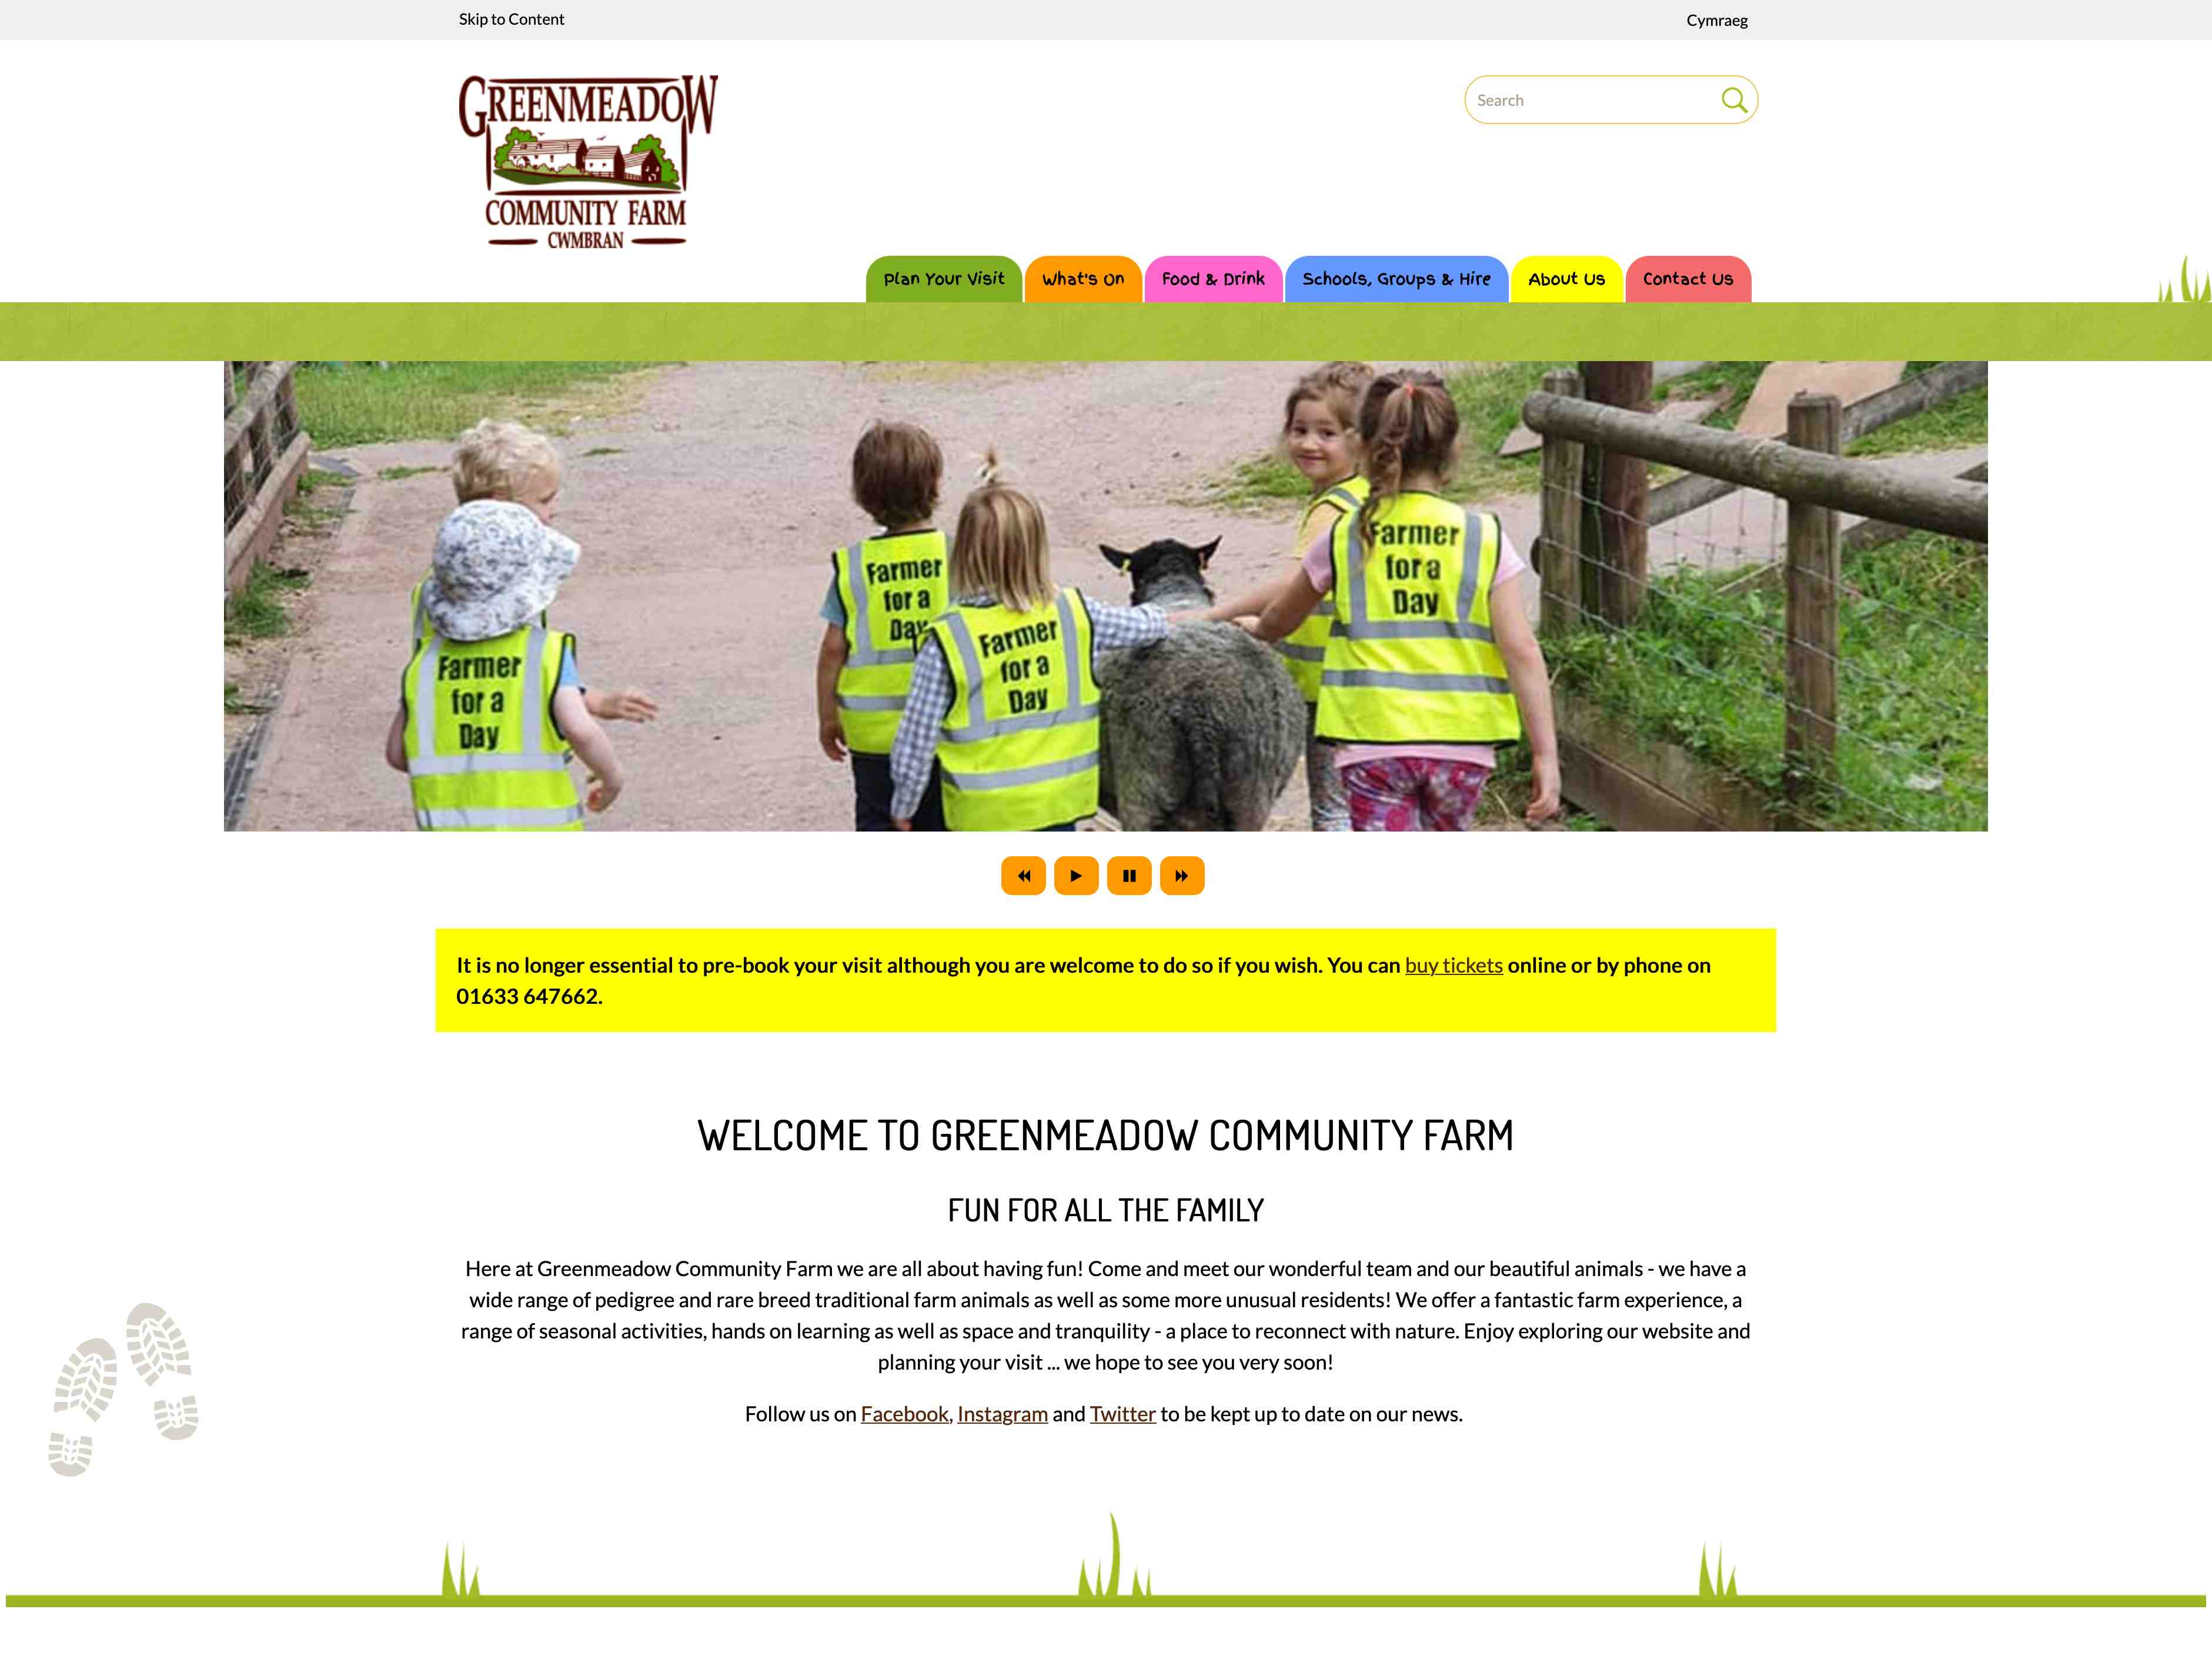 Skip to Content
Cymraeg
GREENMEADOW
COMMUNITY FARM
CWMBRAN
Search
Plan Your Visit
What's On
Food & Drink
Schools, Groups & Hire
About Us
Contact Us
Farmer
for a
Day
Farmer
for a
Day
Farmer
for a
Day
Farmer
for a
Day
It is no longer essential to pre-book your visit although you are welcome to do so if you wish. You can buy tickets online or by phone on
01633 647662.
WELCOME TO GREENMEADOW COMMUNITY FARM
FUN FOR ALL THE FAMILY
Here at Greenmeadow Community Farm we are all about having fun! Come and meet our wonderful team and our beautiful animals - we have a
wide range of pedigree and rare breed traditional farm animals as well as some more unusual residents! We offer a fantastic farm experience, a
range of seasonal activities, hands on learning as well as space and tranquility - a place to reconnect with nature. Enjoy exploring our website and
planning your visit ... we hope to see you very soon!
Follow us on Facebook, Instagram and Twitter to be kept up to date on our news.